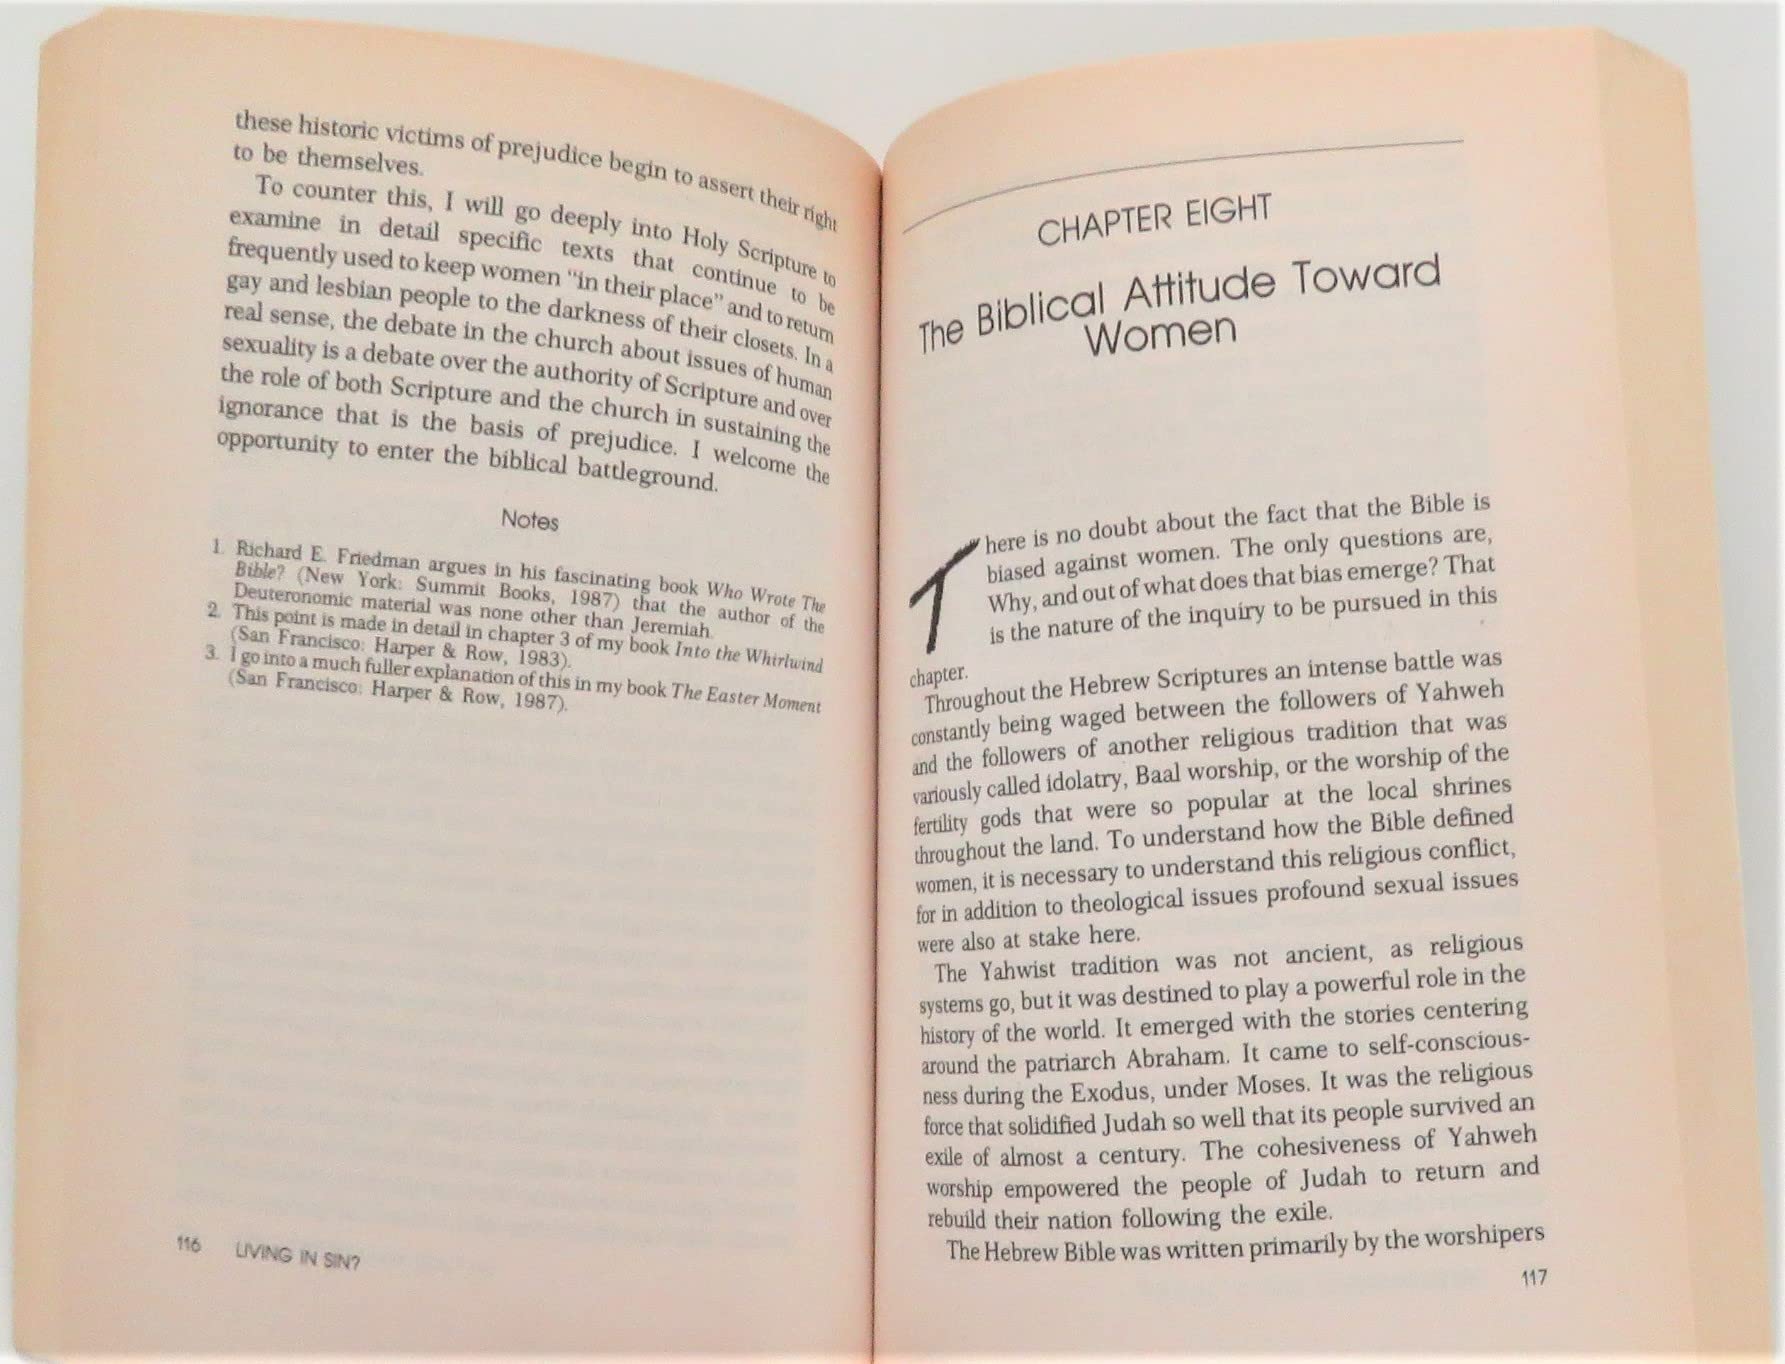 these historic victims of prejudice begin to assert their right
to be themselves.
To counter this, I will go deeply into Holy Scripture to
examine in detail specific texts that continue to be
frequently used to keep women "in their place" and to return
gay and lesbian people to the darkness of their closets. In a
real sense, the debate in the church about issues of human
sexuality is a debate over the authority of Scripture and over
the role of both Scripture and the church in sustaining the
ignorance that is the basis of prejudice. I welcome the
opportunity to enter the biblical battleground.
Notes
1. Richard E. Friedman argues in his fascinating book Who Wrote The
Bible? (New York: Summit Books, 1987) that the author of the
Deuteronomic material was none other than Jeremiah.
2. This point is made in detail in chapter 3 of my book Into the Whirlwind
(San Francisco: Harper & Row, 1983).
3. I go into a much fuller explanation of this in my book The Easter Moment
(San Francisco: Harper & Row, 1987).
116 LIVING IN SIN?
CHAPTER EIGHT
The Biblical Attitude Toward
Women
There is no doubt about the fact that the Bible is
biased against women. The only questions are,
Why, and out of what does that bias emerge? That
is the nature of the inquiry to be pursued in this
chapter.
Throughout the Hebrew Scriptures an intense battle was
constantly being waged between the followers of Yahweh
and the followers of another religious tradition that was
variously called idolatry, Baal worship, or the worship of the
fertility gods that were so popular at the local shrines
throughout the land. To understand how the Bible defined
women, it is necessary to understand this religious conflict,
for in addition to theological issues profound sexual issues
were also at stake here.
The Yahwist tradition was not ancient, as religious
systems go, but it was destined to play a powerful role in the
history of the world. It emerged with the stories centering
around the patriarch Abraham. It came to self-conscious-
ness during the Exodus, under Moses. It was the religious
force that solidified Judah so well that its people survived an
exile of almost a century. The cohesiveness of Yahweh
worship empowered the people of Judah to return and
rebuild their nation following the exile.
The Hebrew Bible was written primarily by the worshipers
117